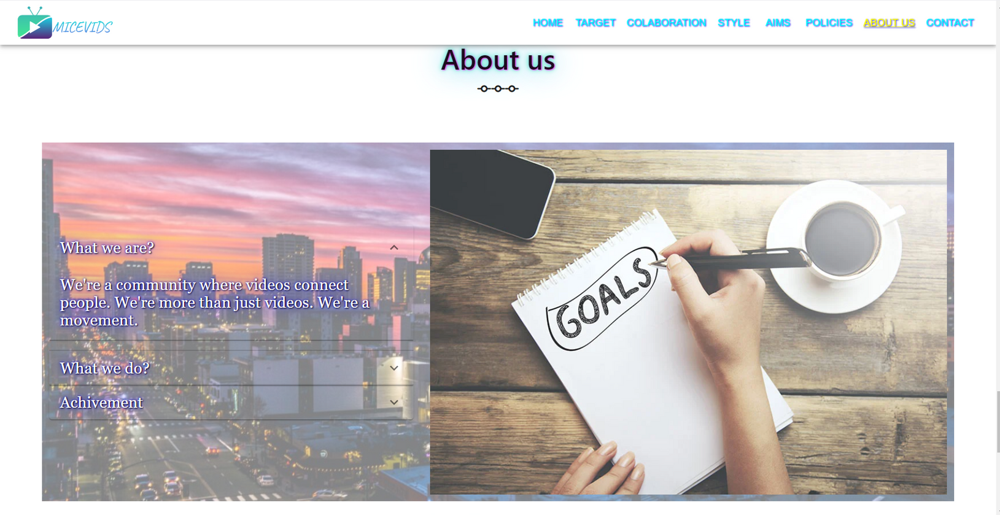 MICEVIDS
HOME TARGET COLABORATION STYLE AIMS POLICIES ABOUT US CONTACT
About us
What we are?
We're a community where videos connect
people. We're more than just videos. We're a
movement.
What we do?
Achivement
GOALS